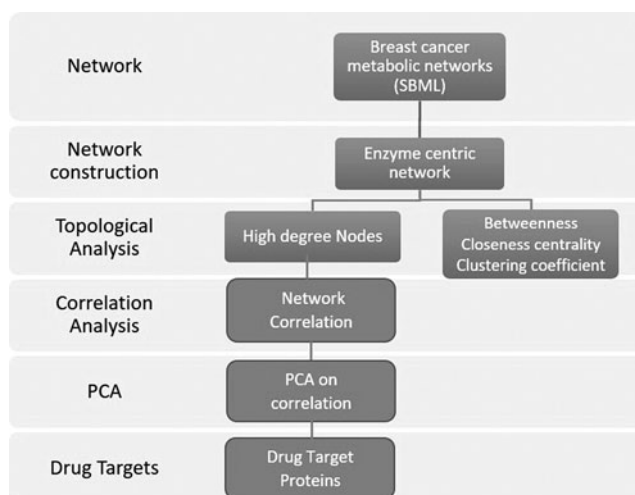 Network
Breast cancer
metabolic networks
(SBML)
Network
construction
Enzyme centric
network
Topological
Analysis
High degree Nodes
Betweenness
Closeness centrality
Clustering coefficient
Correlation
Analysis
Network
Correlation
PCA
PCA on
correlation
Drug Targets
Drug Target
Proteins